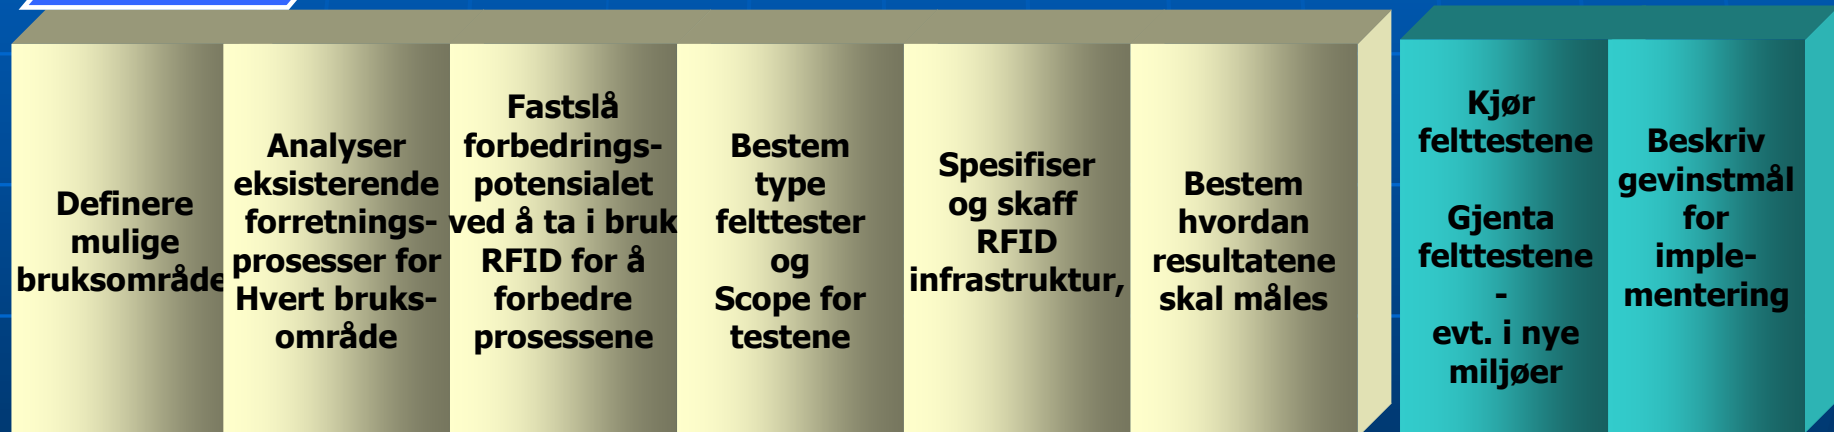 Definere
mulige
bruksområde
Analyser
eksisterende
forretnings-
prosesser for
Hvert bruks-
område
Fastslå
forbedrings-
potensialet
ved å ta i bruk
RFID for å
forbedre
prosessene
Bestem
type
felttester
og
Scope for
testene
Spesifiser
og skaff
RFID
infrastruktur,
Bestem
hvordan
resultatene
skal måles
Kjør
felttestene
Gjenta
felttestene
-
evt. i nye
miljøer
Beskriv
gevinstmål
for
imple-
mentering